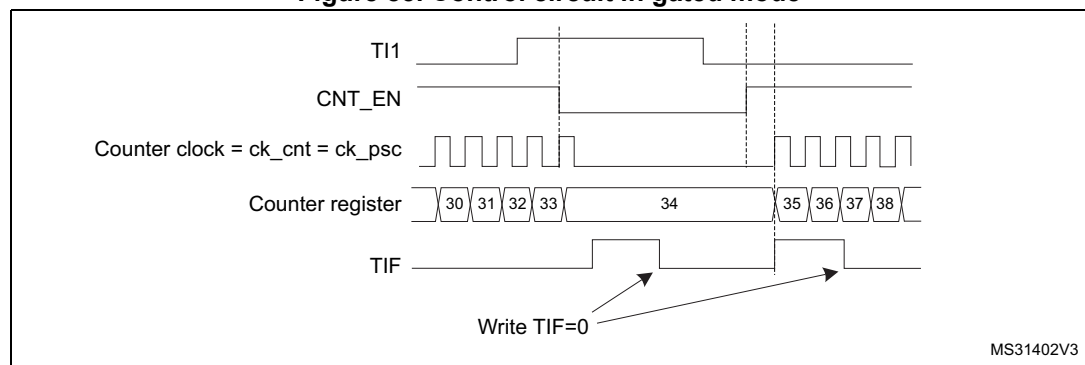 Figure 88. Control circuit in gated mode
TI1
CNT_EN
Counter clock = ck_cnt = ck_psc
Counter register
30 31 32 33 34 35 36 37 38
TIF
Write TIF=0
MS31402V3